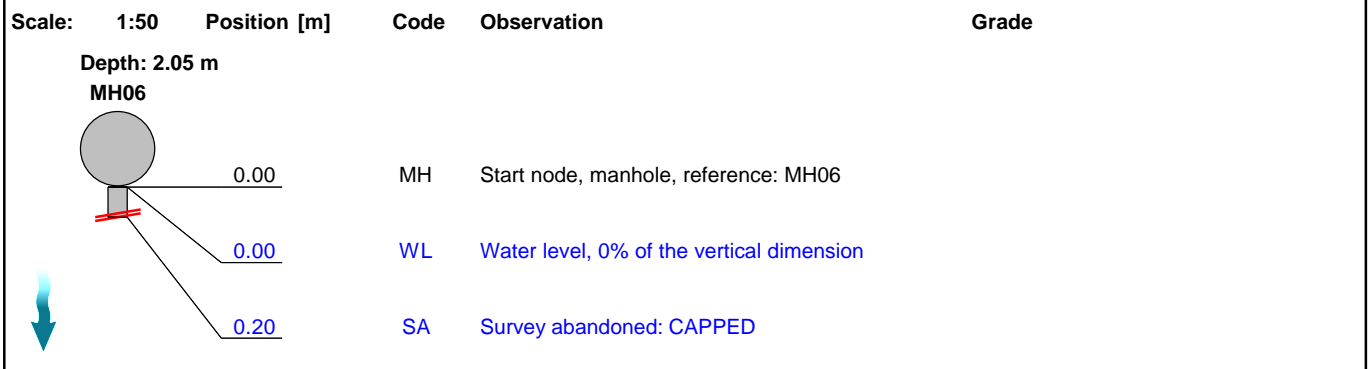 Scale: 1:50 Position [m] Code Observation Grade
Depth: 2.05 m
MH06
0.00 MH Start node, manhole, reference: MH06
0.00 WL Water level, 0% of the vertical dimension
0.20 SA Survey abandoned: CAPPED